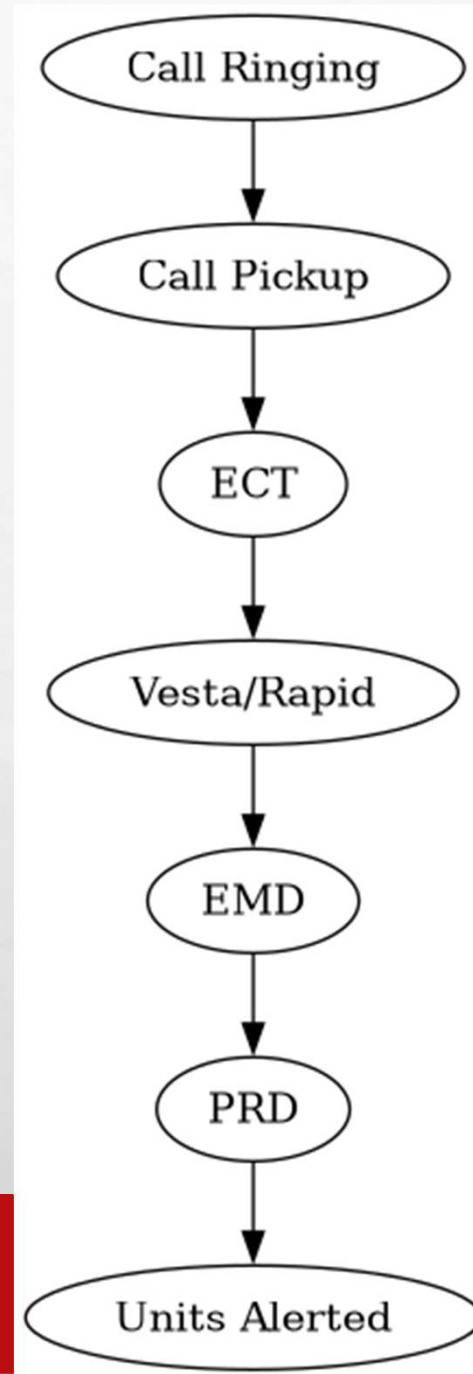 Call Ringing
Call Pickup
ECT
Vesta/Rapid
EMD
PRD
Units Alerted